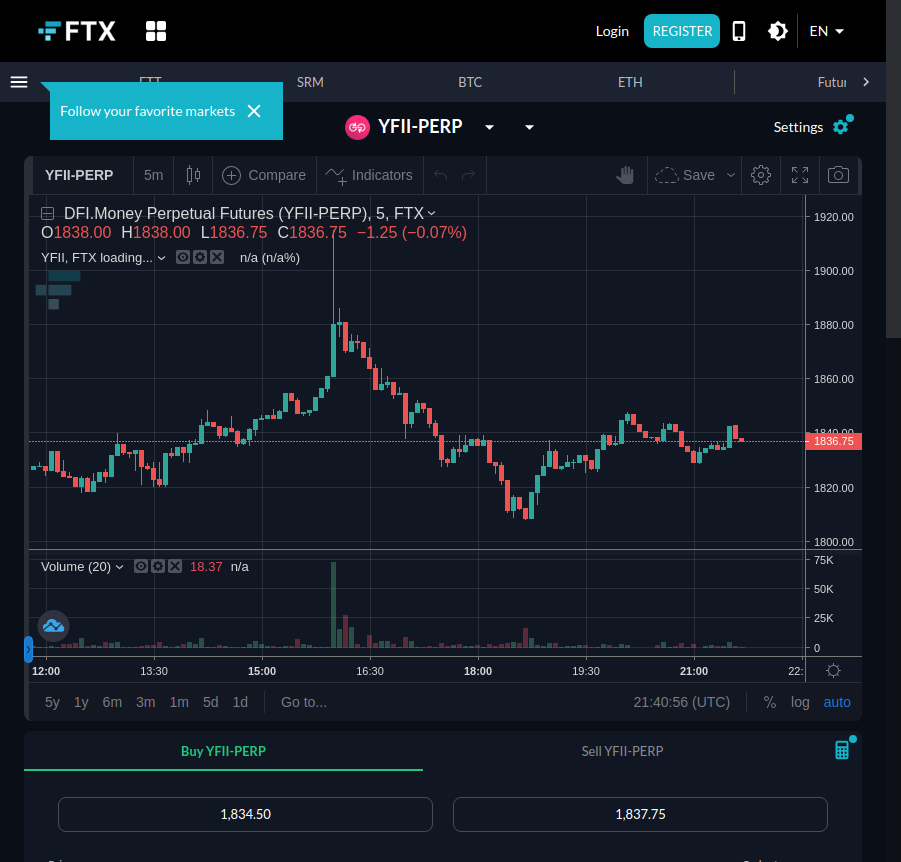 FTX
Login
REGISTER
EN
FTT
SRM
BTC
ETH
Futur
Follow your favorite markets
YFII-PERP
Settings
YFII-PERP
5m
Compare
Indicators
Save
DFI.Money Perpetual Futures (YFII-PERP), 5, FTX
O1838.00 H1838.00 L1836.75 C1836.75 −1.25 (−0.07%)
YFII, FTX loading...
n/a (n/a%)
1920.00
1900.00
1880.00
1860.00
1840.00
1836.75
1820.00
1800.00
Volume (20)
18.37 n/a
75K
50K
25K
0
12:00
13:30
15:00
16:30
18:00
19:30
21:00
22:
5y
1y
6m
3m
1m
5d
1d
Go to...
21:40:56 (UTC)
%
log
auto
Buy YFII-PERP
Sell YFII-PERP
1,834.50
1,837.75